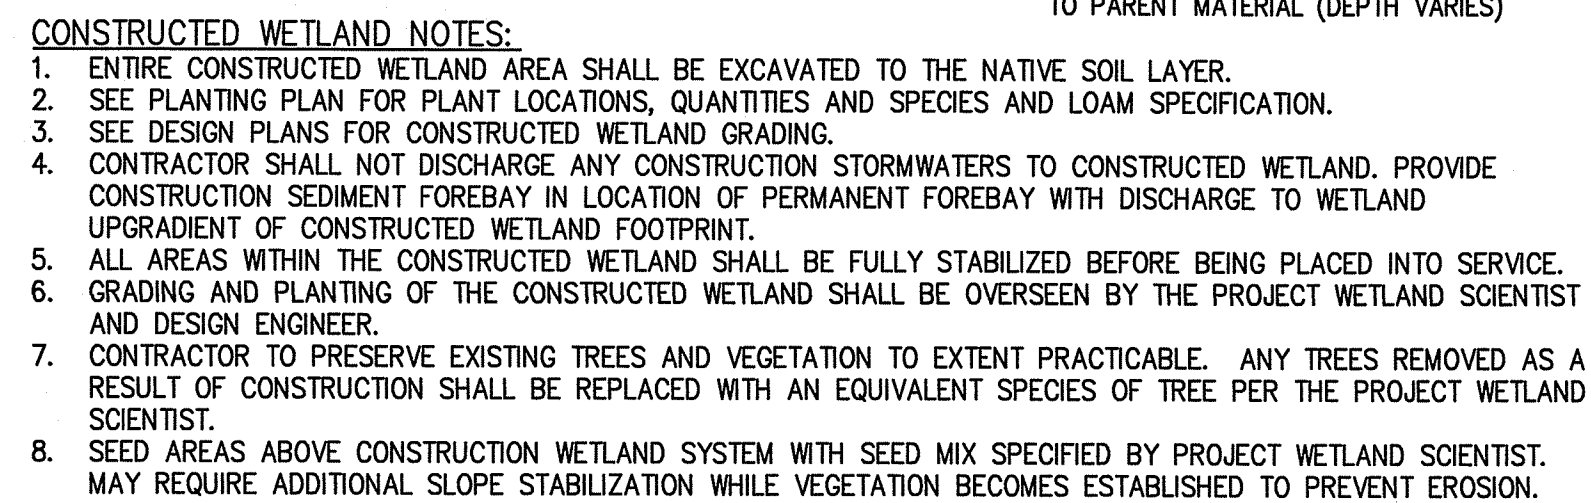 TO PARENT MATERIAL (DEPTH VARIES)
CONSTRUCTED WETLAND NOTES:
1. ENTIRE CONSTRUCTED WETLAND AREA SHALL BE EXCAVATED TO THE NATIVE SOIL LAYER.
2. SEE PLANTING PLAN FOR PLANT LOCATIONS, QUANTITIES AND SPECIES AND LOAM SPECIFICATION.
3. SEE DESIGN PLANS FOR CONSTRUCTED WETLAND GRADING.
4. CONTRACTOR SHALL NOT DISCHARGE ANY CONSTRUCTION STORMWATERS TO CONSTRUCTED WETLAND. PROVIDE
CONSTRUCTION SEDIMENT FOREBAY IN LOCATION OF PERMANENT FOREBAY WITH DISCHARGE TO WETLAND
UPGRADIENT OF CONSTRUCTED WETLAND FOOTPRINT.
5. ALL AREAS WITHIN THE CONSTRUCTED WETLAND SHALL BE FULLY STABILIZED BEFORE BEING PLACED INTO SERVICE.
6. GRADING AND PLANTING OF THE CONSTRUCTED WETLAND SHALL BE OVERSEEN BY THE PROJECT WETLAND SCIENTIST
AND DESIGN ENGINEER.
7. CONTRACTOR TO PRESERVE EXISTING TREES AND VEGETATION TO EXTENT PRACTICABLE. ANY TREES REMOVED AS A
RESULT OF CONSTRUCTION SHALL BE REPLACED WITH AN EQUIVALENT SPECIES OF TREE PER THE PROJECT WETLAND
SCIENTIST.
8. SEED AREAS ABOVE CONSTRUCTION WETLAND SYSTEM WITH SEED MIX SPECIFIED BY PROJECT WETLAND SCIENTIST.
MAY REQUIRE ADDITIONAL SLOPE STABILIZATION WHILE VEGETATION BECOMES ESTABLISHED TO PREVENT EROSION.